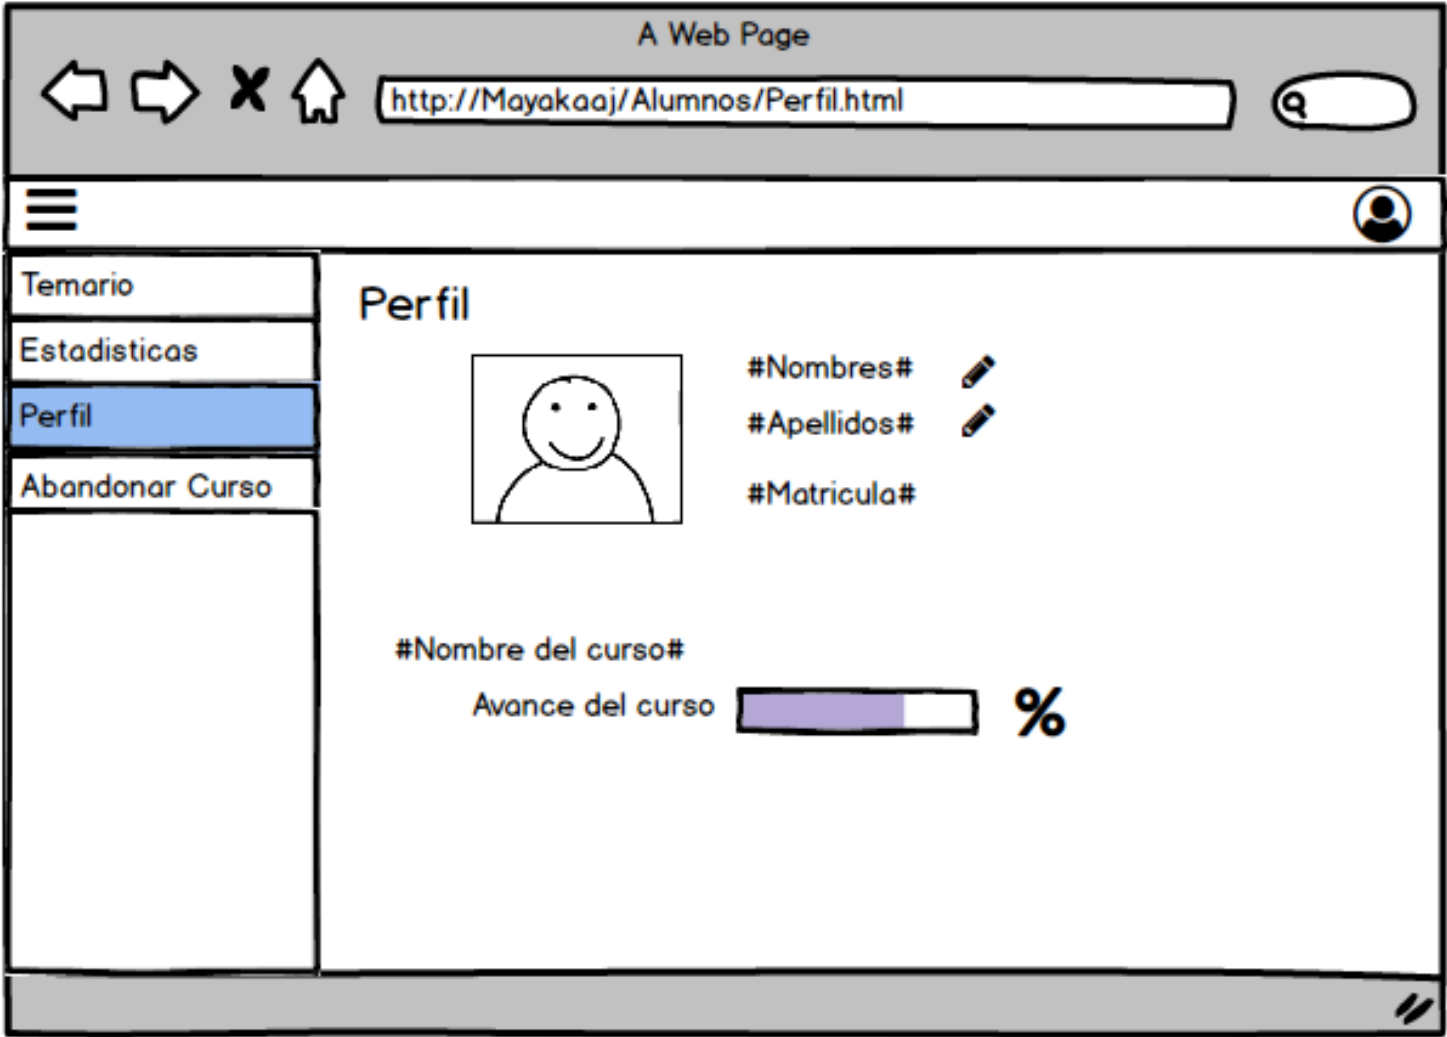 A Web Page
http://Mayakaaj/Alumnos/Perfil.html
Temario
Estadisticas
Perfil
Abandonar Curso
Perfil
#Nombres#
#Apellidos#
#Matricula#
#Nombre del curso#
Avance del curso %